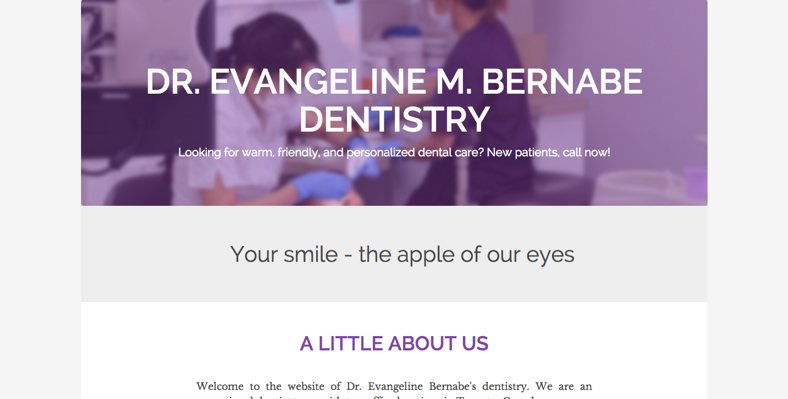 DR. EVANGELINE M. BERNABE
DENTISTRY
Looking for warm, friendly, and personalized dental care? New patients, call now!
Your smile - the apple of our eyes
A LITTLE ABOUT US
Welcome to the website of Dr. Evangeline Bernabe's dentistry. We are an